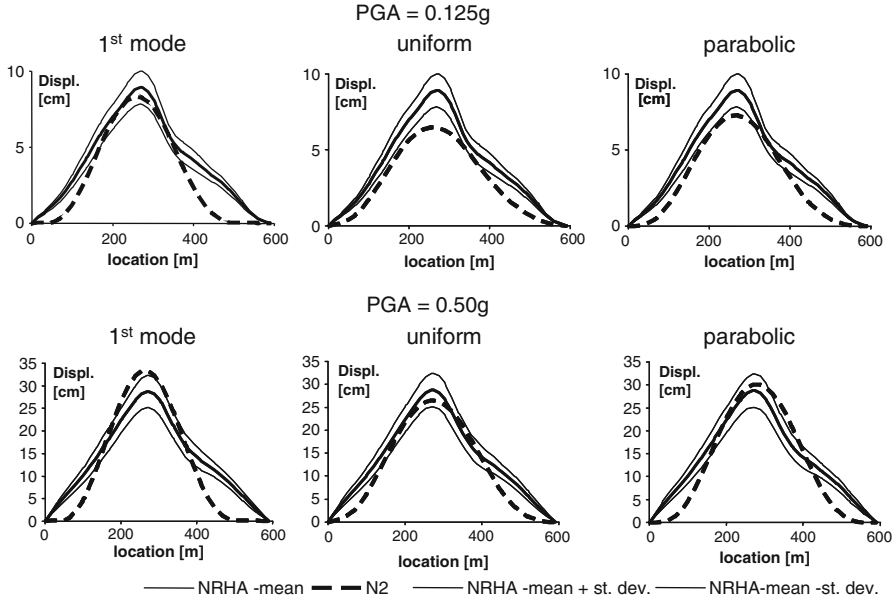 PGA = 0.125g
1st mode
uniform
parabolic
10
5
0
Displ.
[cm]
0
200
400
600
location [m]
10
5
0
Displ.
[cm]
0
200
400
600
location [m]
10
5
0
Displ.
[cm]
0
200
400
600
location [m]
PGA = 0.50g
1st mode
uniform
parabolic
35
30
25
20
15
10
5
0
Displ.
[cm]
0
200
400
600
location [m]
35
30
25
20
15
10
5
0
Displ.
[cm]
0
200
400
600
location [m]
35
30
25
20
15
10
5
0
Displ.
[cm]
0
200
400
600
location [m]
NRHA -mean N2 NRHA -mean + st. dev. NRHA-mean -st. dev.